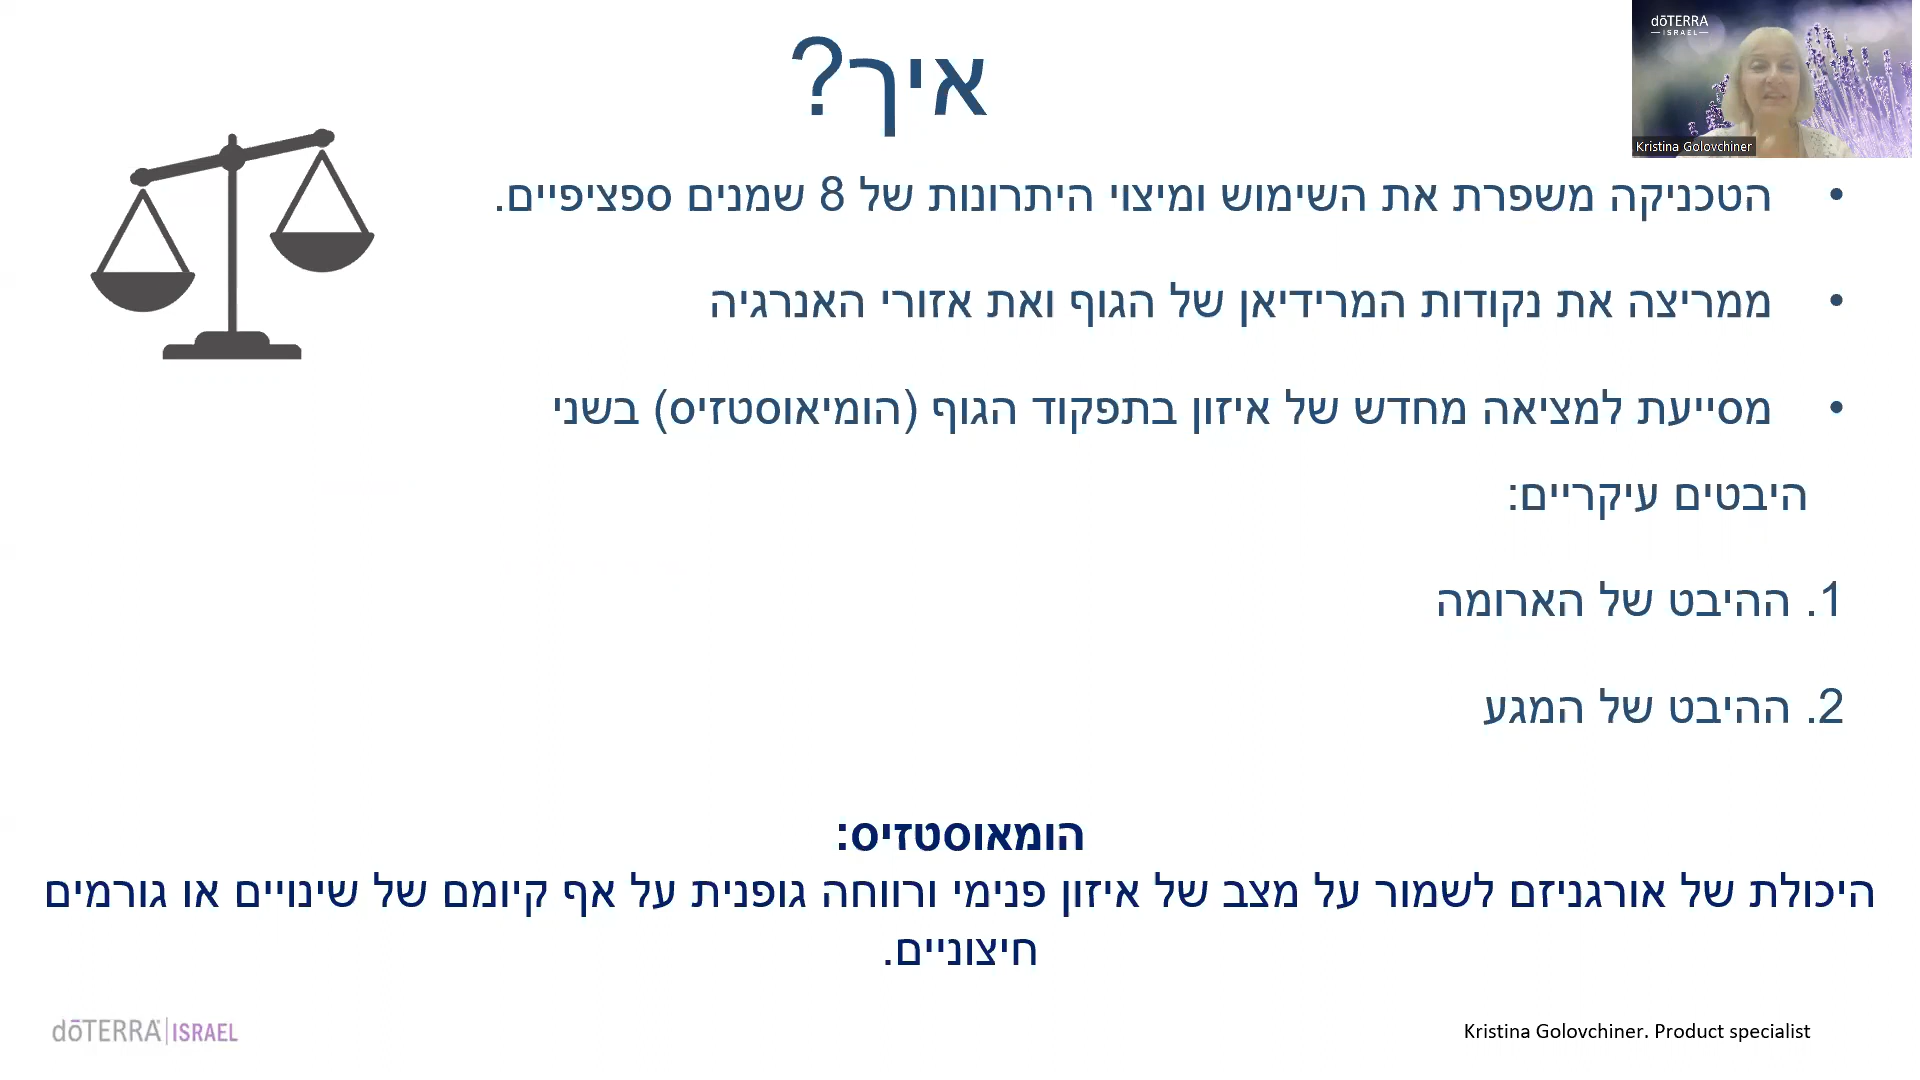 איך?
dōTERRA
ISRAEL
Kristina Golovchiner
• הטכניקה משפרת את השימוש ומיצוי היתרונות של 8 שמנים ספציפיים.
• ממריצה את נקודות המרידיאן של הגוף ואת אזורי האנרגיה
• מסייעת למציאה מחדש של איזון בתפקוד הגוף (הומיאוסטזיס) בשני
היבטים עיקריים:
1. ההיבט של הארומה
2. ההיבט של המגע
הומאוסטזיס:
היכולת של אורגניזם לשמור על מצב של איזון פנימי ורווחה גופנית על אף קיומם של שינויים או גורמים
חיצוניים.
dōTERRA | ISRAEL
Kristina Golovchiner. Product specialist